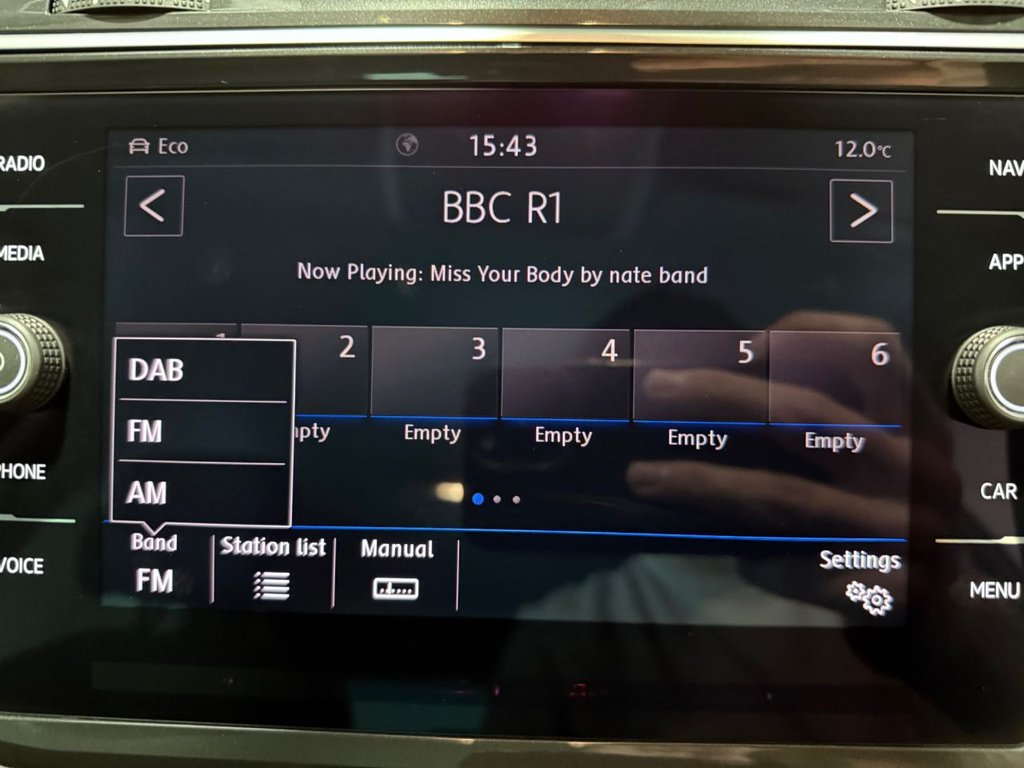 Eco
15:43
12.0°C
RADIO
NAV
<
BBC R1
>
MEDIA
APP
Now Playing: Miss Your Body by nate band
2
3
4
5
6
DAB
FM
AM
Empty
Empty
Empty
Empty
PHONE
CAR
Band
FM
Station list
Manual
Settings
VOICE
MENU